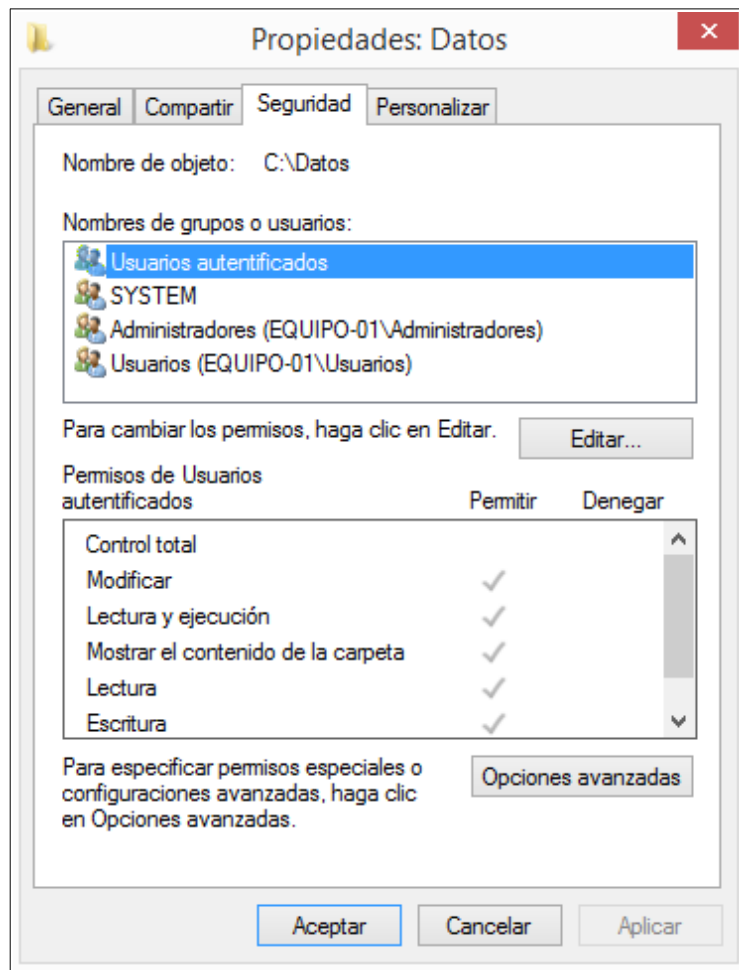 Propiedades: Datos
General Compartir Seguridad Personalizar
Nombre de objeto: C:\Datos
Nombres de grupos o usuarios:
Usuarios autentificados
SYSTEM
Administradores (EQUIPO-01\Administradores)
Usuarios (EQUIPO-01\Usuarios)
Para cambiar los permisos, haga clic en Editar. Editar...
Permisos de Usuarios
autentificados Permitir Denegar
Control total
Modificar
Lectura y ejecución
Mostrar el contenido de la carpeta
Lectura
Escritura
Para especificar permisos especiales o
configuraciones avanzadas, haga clic
en Opciones avanzadas.
Opciones avanzadas
Aceptar Cancelar Aplicar